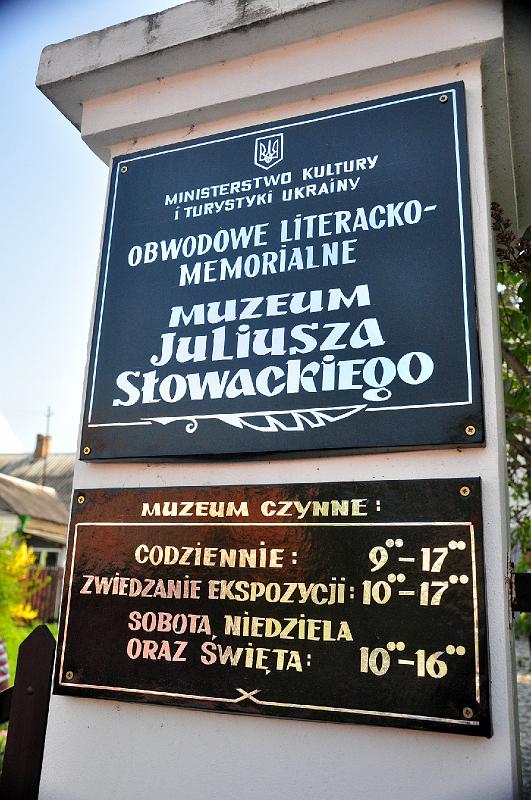 MINISTERSTWO KULTURY
I TURYSTYKI UKRAINY
OBWODOWE LITERACKO-
MEMORIALNE
MUZEUM
JULIUSZA
SŁOWACKIEGO
MUZEUM CZYNNE:
CODZIENNIE: 9⁰⁰–17⁰⁰
ZWIEDZANIE EKSPOZYCJI: 10⁰⁰–17⁰⁰
SOBOTA, NIEDZIELA
ORAZ ŚWIĘTA: 10⁰⁰–16⁰⁰